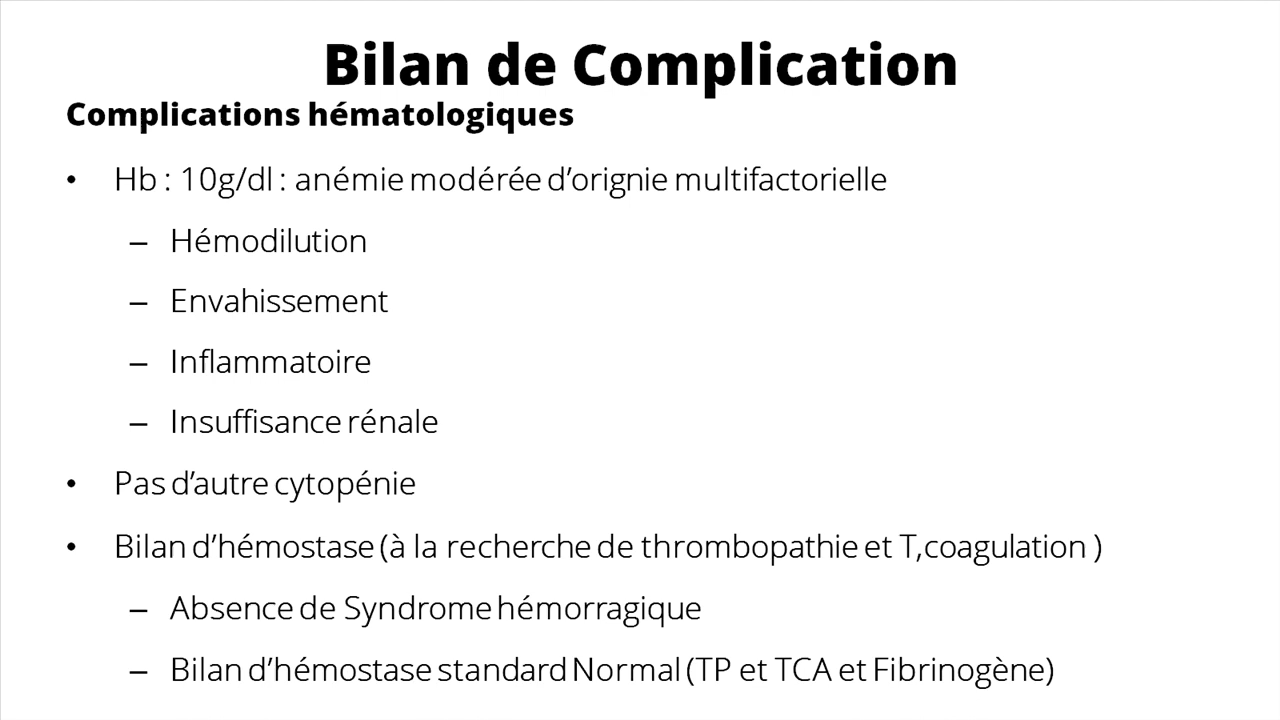 Bilan de Complication
Complications hématologiques
• Hb : 10g/dl : anémie modérée d’orignie multifactorielle
– Hémodilution
– Envahissement
– Inflammatoire
– Insuffisance rénale
• Pas d’autre cytopénie
• Bilan d’hémostase (à la recherche de thrombopathie et T,coagulation )
– Absence de Syndrome hémorragique
– Bilan d’hémostase standard Normal (TP et TCA et Fibrinogène)